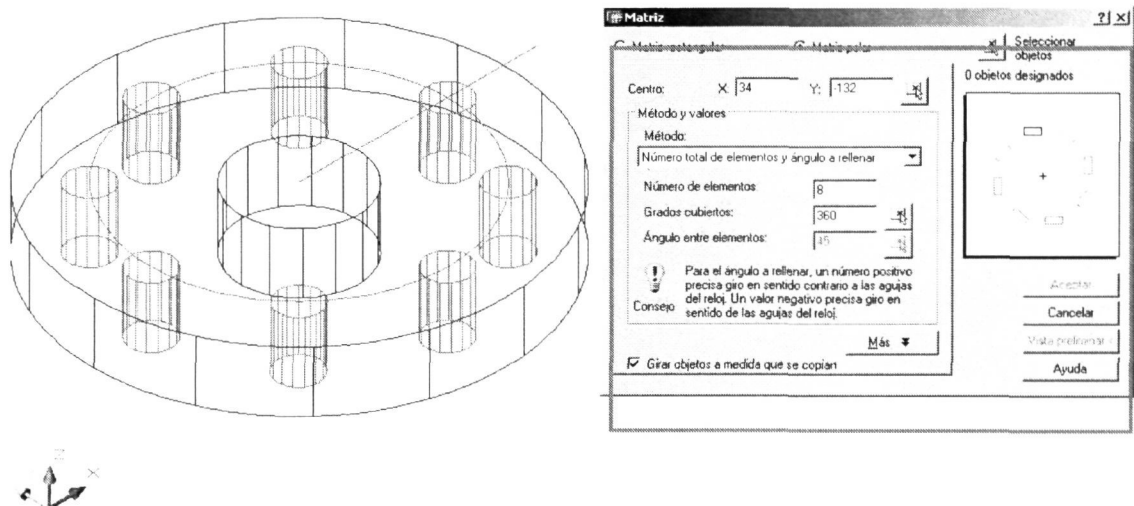 Matriz
Matriz rectangular
Matriz polar
Seleccionar
objetos
0 objetos designados
Centro:
X:
34
Y:
-132
Método y valores
Método:
Número total de elementos y ángulo a rellenar
Número de elementos
8
Grados cubiertos:
360
Ángulo entre elementos:
45
Consejo
Para el ángulo a rellenar, un número positivo
precisa giro en sentido contrario a las agujas
del reloj. Un valor negativo precisa giro en
sentido de las agujas del reloj.
Más
Girar objetos a medida que se copian
Aceptar
Cancelar
Vista preliminar <
Ayuda
Z
X